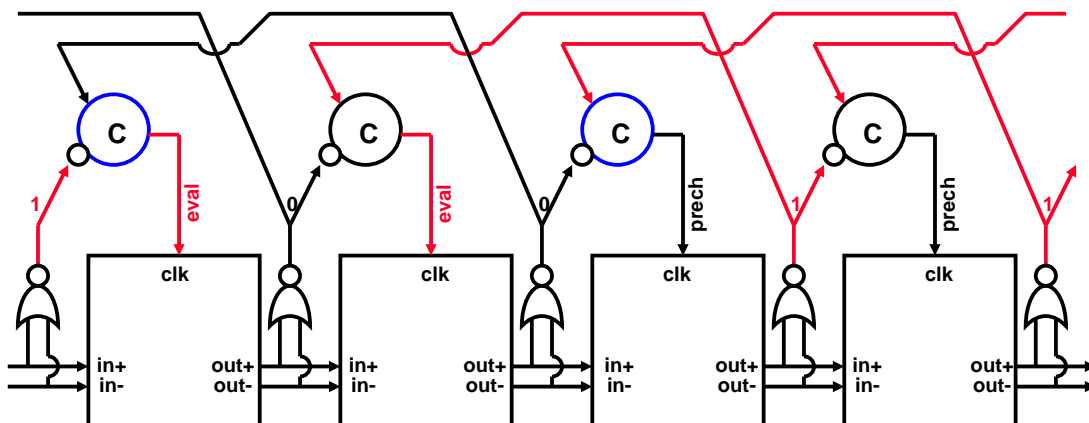 C C C C
1 eval 0 eval 0 prech 1 prech 1
clk clk clk clk
in+ out+ in+ out+ in+ out+ in+ out+
in- out- in- out- in- out- in- out-